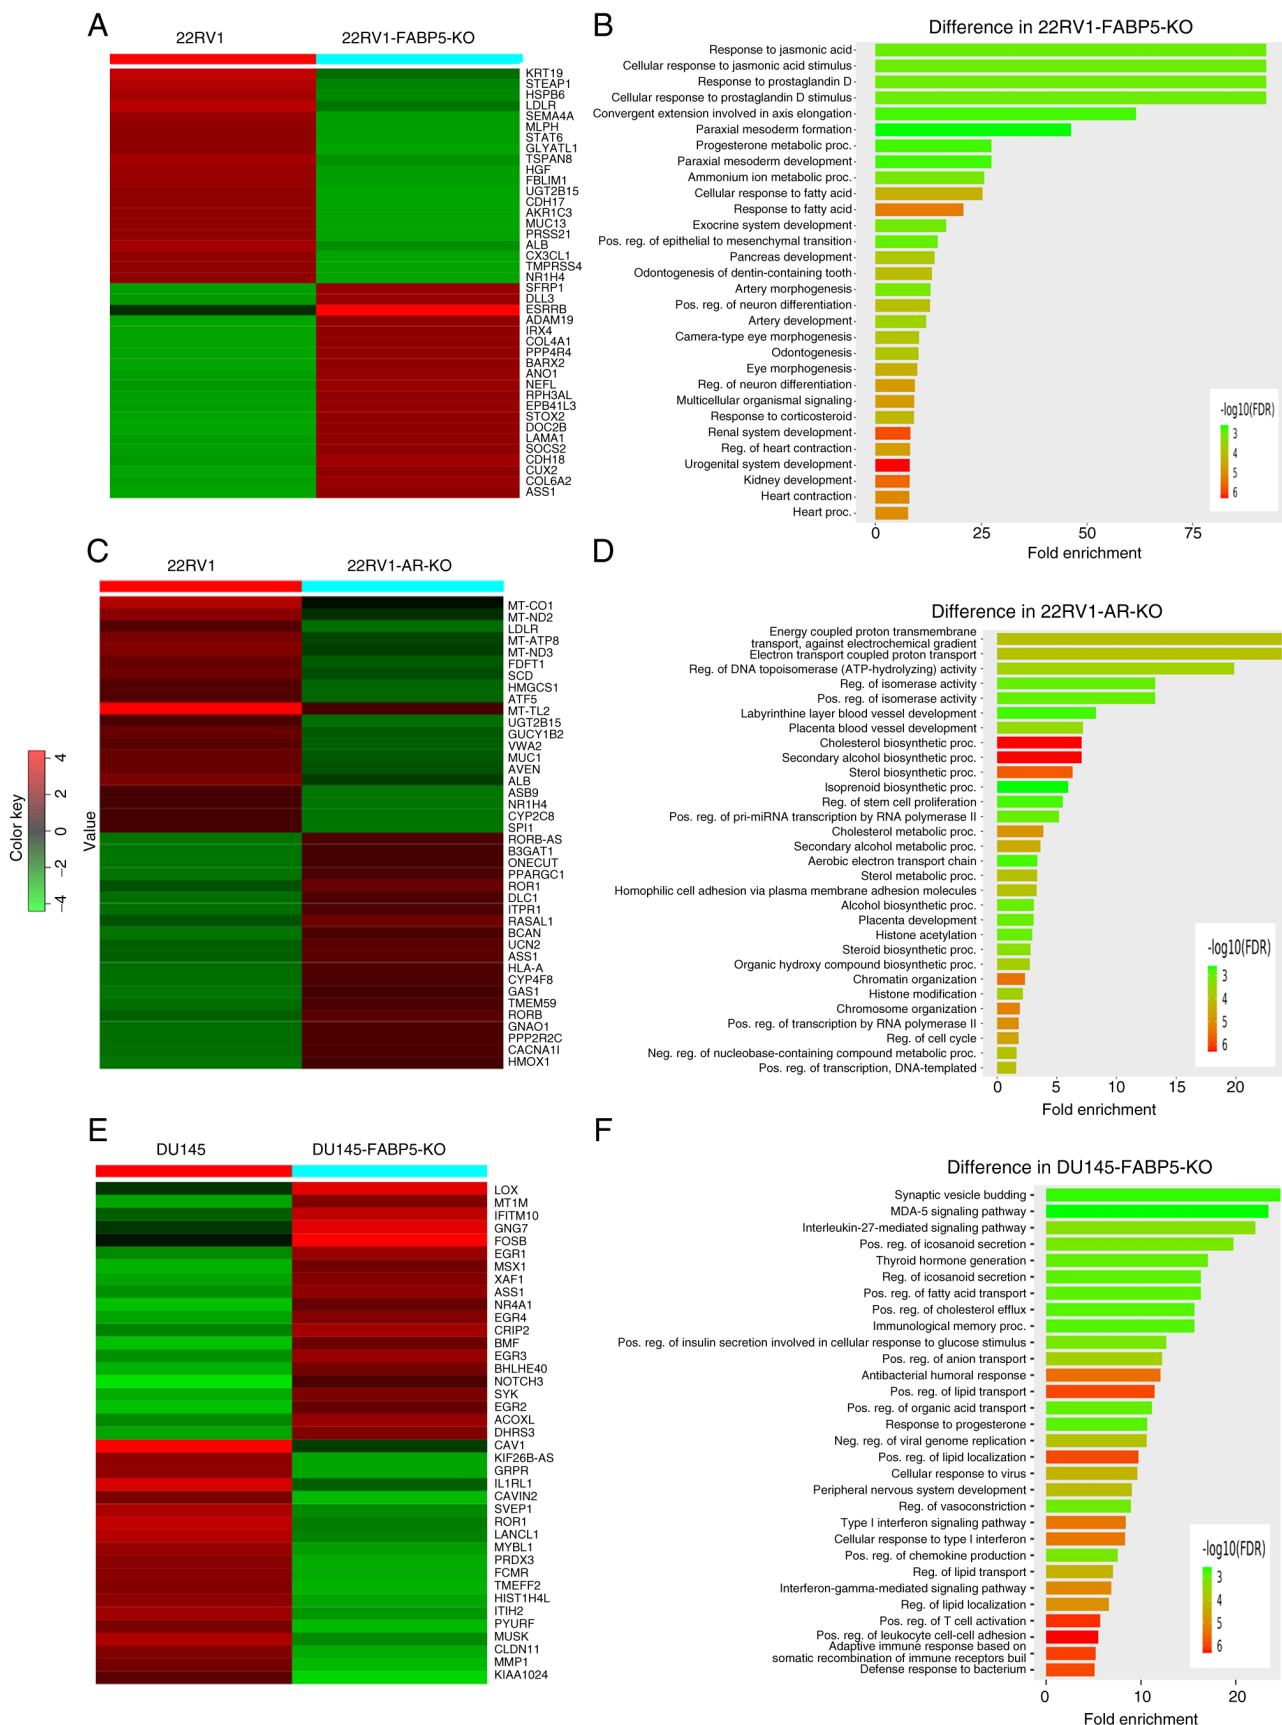 A
22RV1
22RV1-FABP5-KO
KRT19
STEAP1
HSPB6
LDLR
SEMA4A
MLPH
STAT6
GLYATL1
TSPAN8
HGF
FBLIM1
UGT2B15
CDH17
AKR1C3
MUC13
PRSS21
ALB
CX3CL1
TMPRSS4
NR1H4
SFRP1
DLL3
ESRRB
ADAM19
IRX4
COL4A1
PPP4R4
BARX2
ANO1
NEFL
RPH3AL
EPB41L3
STOX2
DOC2B
LAMA1
SOCS2
CDH18
CUX2
COL6A2
ASS1
B
Difference in 22RV1-FABP5-KO
Response to jasmonic acid
Cellular response to jasmonic acid stimulus
Response to prostaglandin D
Cellular response to prostaglandin D stimulus
Convergent extension involved in axis elongation
Paraxial mesoderm formation
Progesterone metabolic proc.
Paraxial mesoderm development
Ammonium ion metabolic proc.
Cellular response to fatty acid
Response to fatty acid
Exocrine system development
Pos. reg. of epithelial to mesenchymal transition
Pancreas development
Odontogenesis of dentin-containing tooth
Artery morphogenesis
Pos. reg. of neuron differentiation
Artery development
Camera-type eye morphogenesis
Odontogenesis
Eye morphogenesis
Reg. of neuron differentiation
Multicellular organismal signaling
Response to corticosteroid
Renal system development
Reg. of heart contraction
Urogenital system development
Kidney development
Heart contraction
Heart proc.
-log10(FDR)
3
4
5
6
0 25 50 75
Fold enrichment
C
22RV1
22RV1-AR-KO
MT-CO1
MT-ND2
LDLR
MT-ATP8
MT-ND3
FDFT1
SCD
HMGCS1
ATF5
MT-TL2
UGT2B15
GUCY1B2
VWA2
MUC1
AVEN
ALB
ASB9
NR1H4
CYP2C8
SPI1
RORB-AS
B3GAT1
ONECUT
PPARGC1
ROR1
DLC1
ITPR1
RASAL1
BCAN
UCN2
ASS1
HLA-A
CYP4F8
GAS1
TMEM59
RORB
GNAO1
PPP2R2C
CACNA1I
HMOX1
Color key
4
2
0
-2
-4
Value
D
Difference in 22RV1-AR-KO
Energy coupled proton transmembrane
transport, against electrochemical gradient
Electron transport coupled proton transport
Reg. of DNA topoisomerase (ATP-hydrolyzing) activity
Reg. of isomerase activity
Pos. reg. of isomerase activity
Labyrinthine layer blood vessel development
Placenta blood vessel development
Cholesterol biosynthetic proc.
Secondary alcohol biosynthetic proc.
Sterol biosynthetic proc.
Isoprenoid biosynthetic proc.
Reg. of stem cell proliferation
Pos. reg. of pri-miRNA transcription by RNA polymerase II
Cholesterol metabolic proc.
Secondary alcohol metabolic proc.
Aerobic electron transport chain
Sterol metabolic proc.
Homophilic cell adhesion via plasma membrane adhesion molecules
Alcohol biosynthetic proc.
Placenta development
Histone acetylation
Steroid biosynthetic proc.
Organic hydroxy compound biosynthetic proc.
Chromatin organization
Histone modification
Chromosome organization
Pos. reg. of transcription by RNA polymerase II
Reg. of cell cycle
Neg. reg. of nucleobase-containing compound metabolic proc.
Pos. reg. of transcription, DNA-templated
-log10(FDR)
3
4
5
6
0 5 10 15 20
Fold enrichment
E
DU145
DU145-FABP5-KO
LOX
MT1M
IFITM10
GNG7
FOSB
EGR1
MSX1
XAF1
ASS1
NR4A1
EGR4
CRIP2
BMF
EGR3
BHLHE40
NOTCH3
SYK
EGR2
ACOXL
DHRS3
CAV1
KIF26B-AS
GRPR
IL1RL1
CAVIN2
SVEP1
ROR1
LANCL1
MYBL1
PRDX3
FCMR
TMEFF2
HIST1H4L
ITIH2
PYURF
MUSK
CLDN11
MMP1
KIAA1024
F
Difference in DU145-FABP5-KO
Synaptic vesicle budding
MDA-5 signaling pathway
Interleukin-27-mediated signaling pathway
Pos. reg. of icosanoid secretion
Thyroid hormone generation
Reg. of icosanoid secretion
Pos. reg. of fatty acid transport
Pos. reg. of cholesterol efflux
Immunological memory proc.
Pos. reg. of insulin secretion involved in cellular response to glucose stimulus
Pos. reg. of anion transport
Antibacterial humoral response
Pos. reg. of lipid transport
Pos. reg. of organic acid transport
Response to progesterone
Neg. reg. of viral genome replication
Pos. reg. of lipid localization
Cellular response to virus
Peripheral nervous system development
Reg. of vasoconstriction
Type I interferon signaling pathway
Cellular response to type I interferon
Pos. reg. of chemokine production
Reg. of lipid transport
Interferon-gamma-mediated signaling pathway
Reg. of lipid localization
Pos. reg. of T cell activation
Pos. reg. of leukocyte cell-cell adhesion
Adaptive immune response based on
somatic recombination of immune receptors buil
Defense response to bacterium
-log10(FDR)
3
4
5
6
0 10 20
Fold enrichment